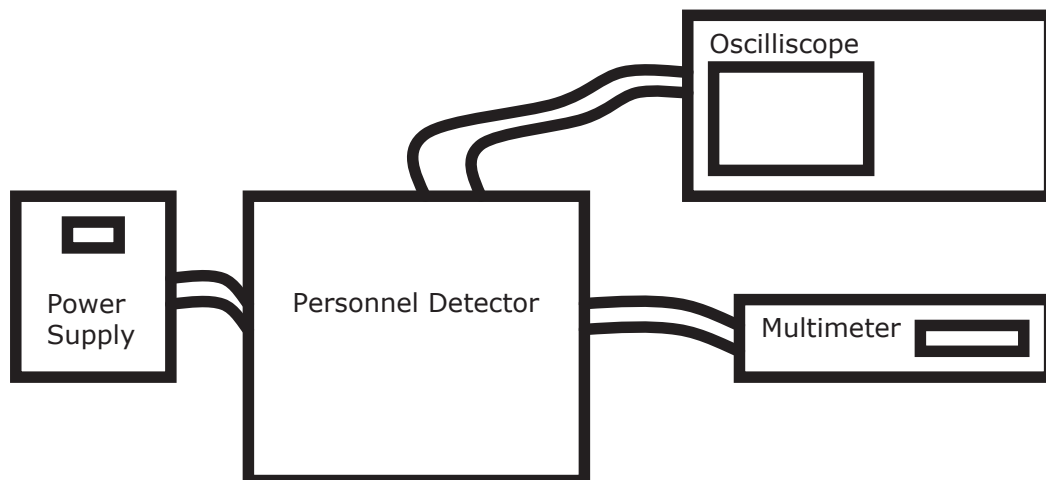 Oscilliscope
Power
Supply
Personnel Detector
Multimeter